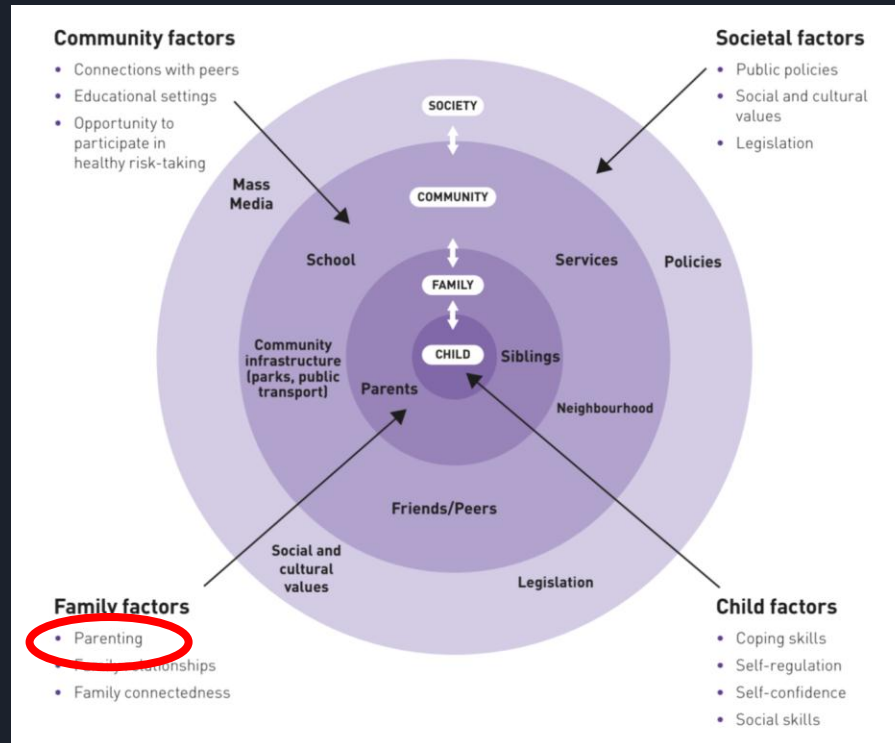 Community factors
• Connections with peers
• Educational settings
• Opportunity to
participate in
healthy risk-taking
Societal factors
• Public policies
• Social and cultural
values
• Legislation
SOCIETY
Mass
Media
COMMUNITY
School
Services
Policies
FAMILY
Community
infrastructure
(parks, public
transport)
CHILD
Siblings
Parents
Neighbourhood
Friends/Peers
Social and
cultural
values
Legislation
Family factors
• Parenting
• Family relationships
• Family connectedness
Child factors
• Coping skills
• Self-regulation
• Self-confidence
• Social skills